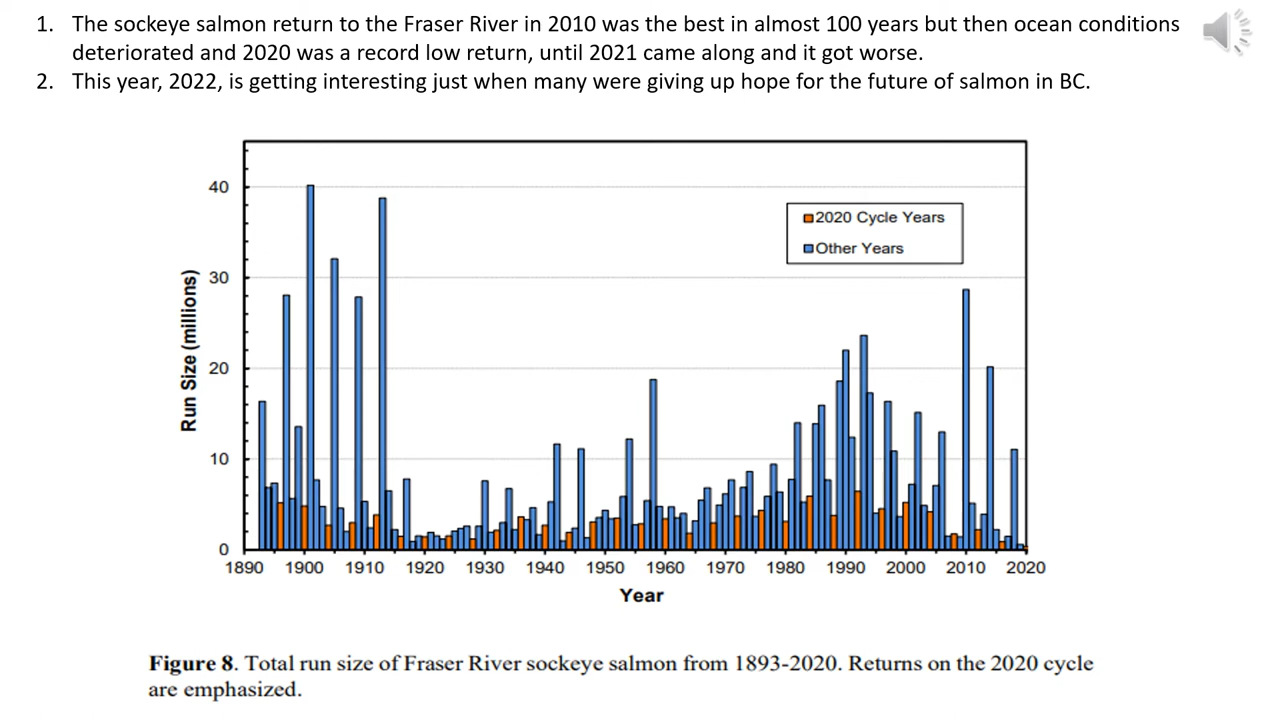 1. The sockeye salmon return to the Fraser River in 2010 was the best in almost 100 years but then ocean conditions
deteriorated and 2020 was a record low return, until 2021 came along and it got worse.
2. This year, 2022, is getting interesting just when many were giving up hope for the future of salmon in BC.
40
30
20
10
0
Run Size (millions)
2020 Cycle Years
Other Years
1890 1900 1910 1920 1930 1940 1950 1960 1970 1980 1990 2000 2010 2020
Year
Figure 8. Total run size of Fraser River sockeye salmon from 1893-2020. Returns on the 2020 cycle
are emphasized.